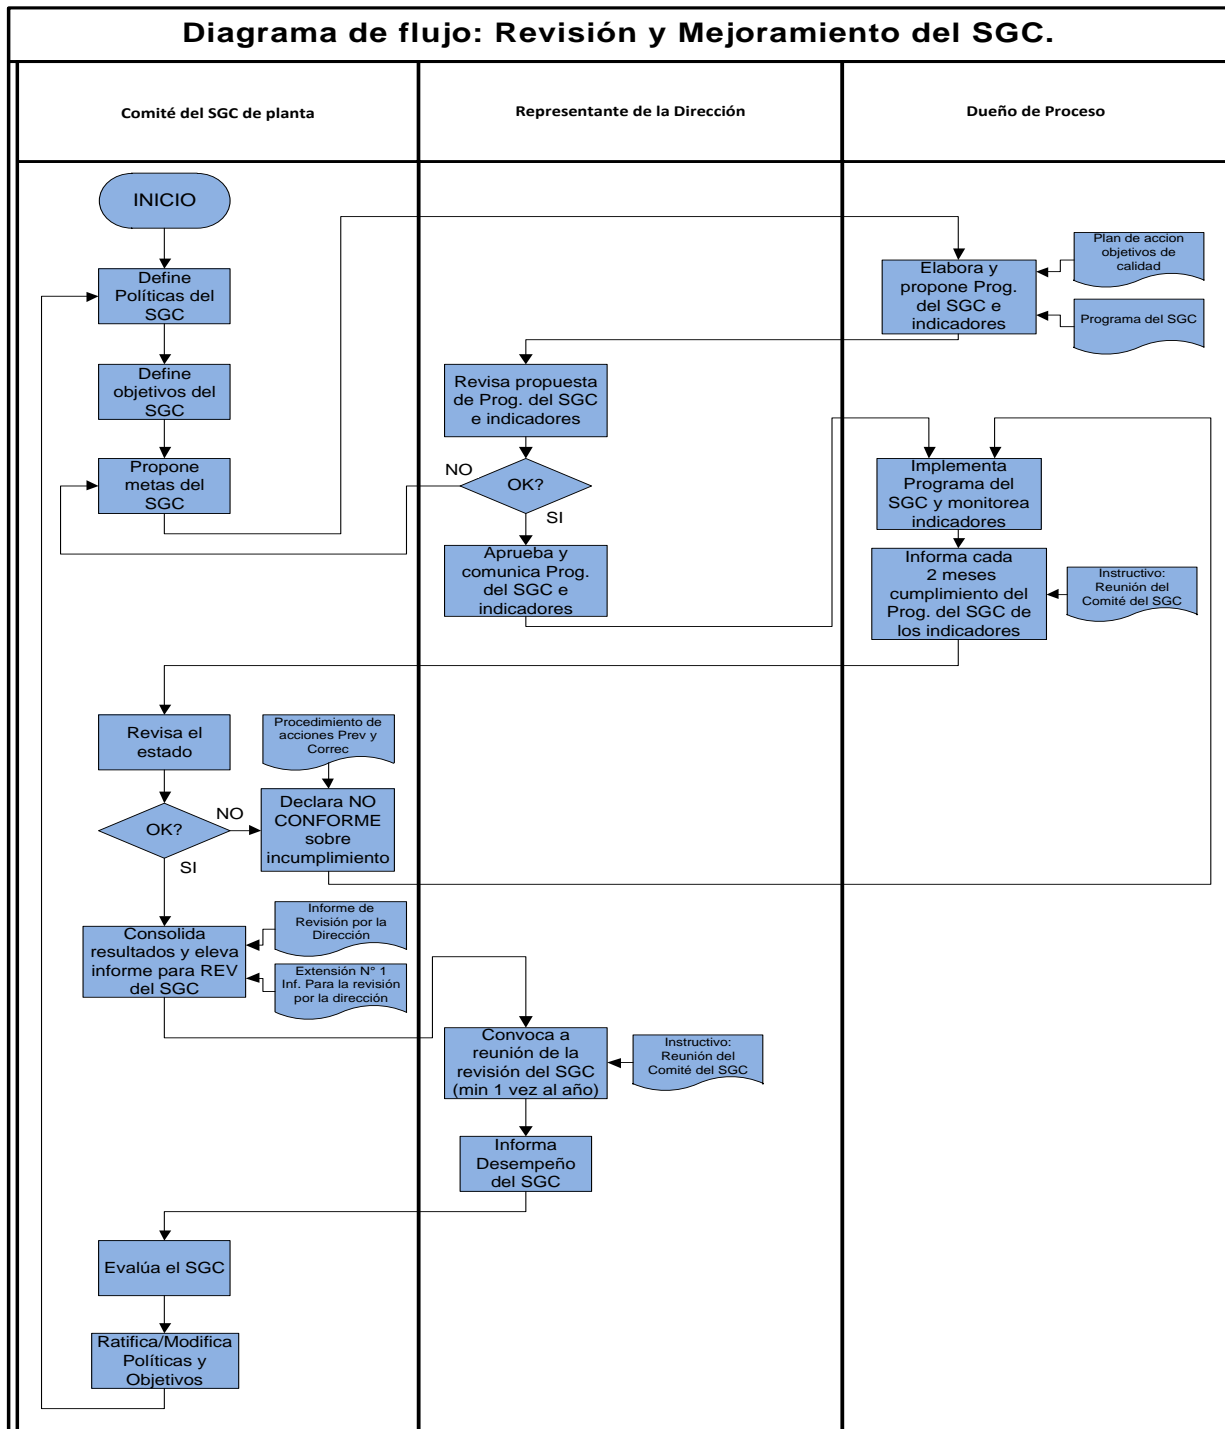 Diagrama de flujo: Revisión y Mejoramiento del SGC.
Comité del SGC de planta
Representante de la Dirección
Dueño de Proceso
INICIO
Define
Políticas del
SGC
Define
objetivos del
SGC
Propone
metas del
SGC
Elabora y
propone Prog.
del SGC e
indicadores
Plan de accion
objetivos de
calidad
Programa del SGC
Revisa propuesta
de Prog. del SGC
e indicadores
OK?
NO
SI
Aprueba y
comunica Prog.
del SGC e
indicadores
Implementa
Programa del
SGC y monitorea
indicadores
Informa cada
2 meses
cumplimiento del
Prog. del SGC de
los indicadores
Instructivo:
Reunión del
Comité del SGC
Revisa el
estado
Procedimiento de
acciones Prev y
Correc
OK?
NO
SI
Declara NO
CONFORME
sobre
incumplimiento
Consolida
resultados y eleva
informe para REV
del SGC
Informe de
Revisión por la
Dirección
Extensión N° 1
Inf. Para la revisión
por la dirección
Convoca a
reunión de la
revisión del SGC
(min 1 vez al año)
Instructivo:
Reunión del
Comité del SGC
Informa
Desempeño
del SGC
Evalúa el SGC
Ratifica/Modifica
Políticas y
Objetivos